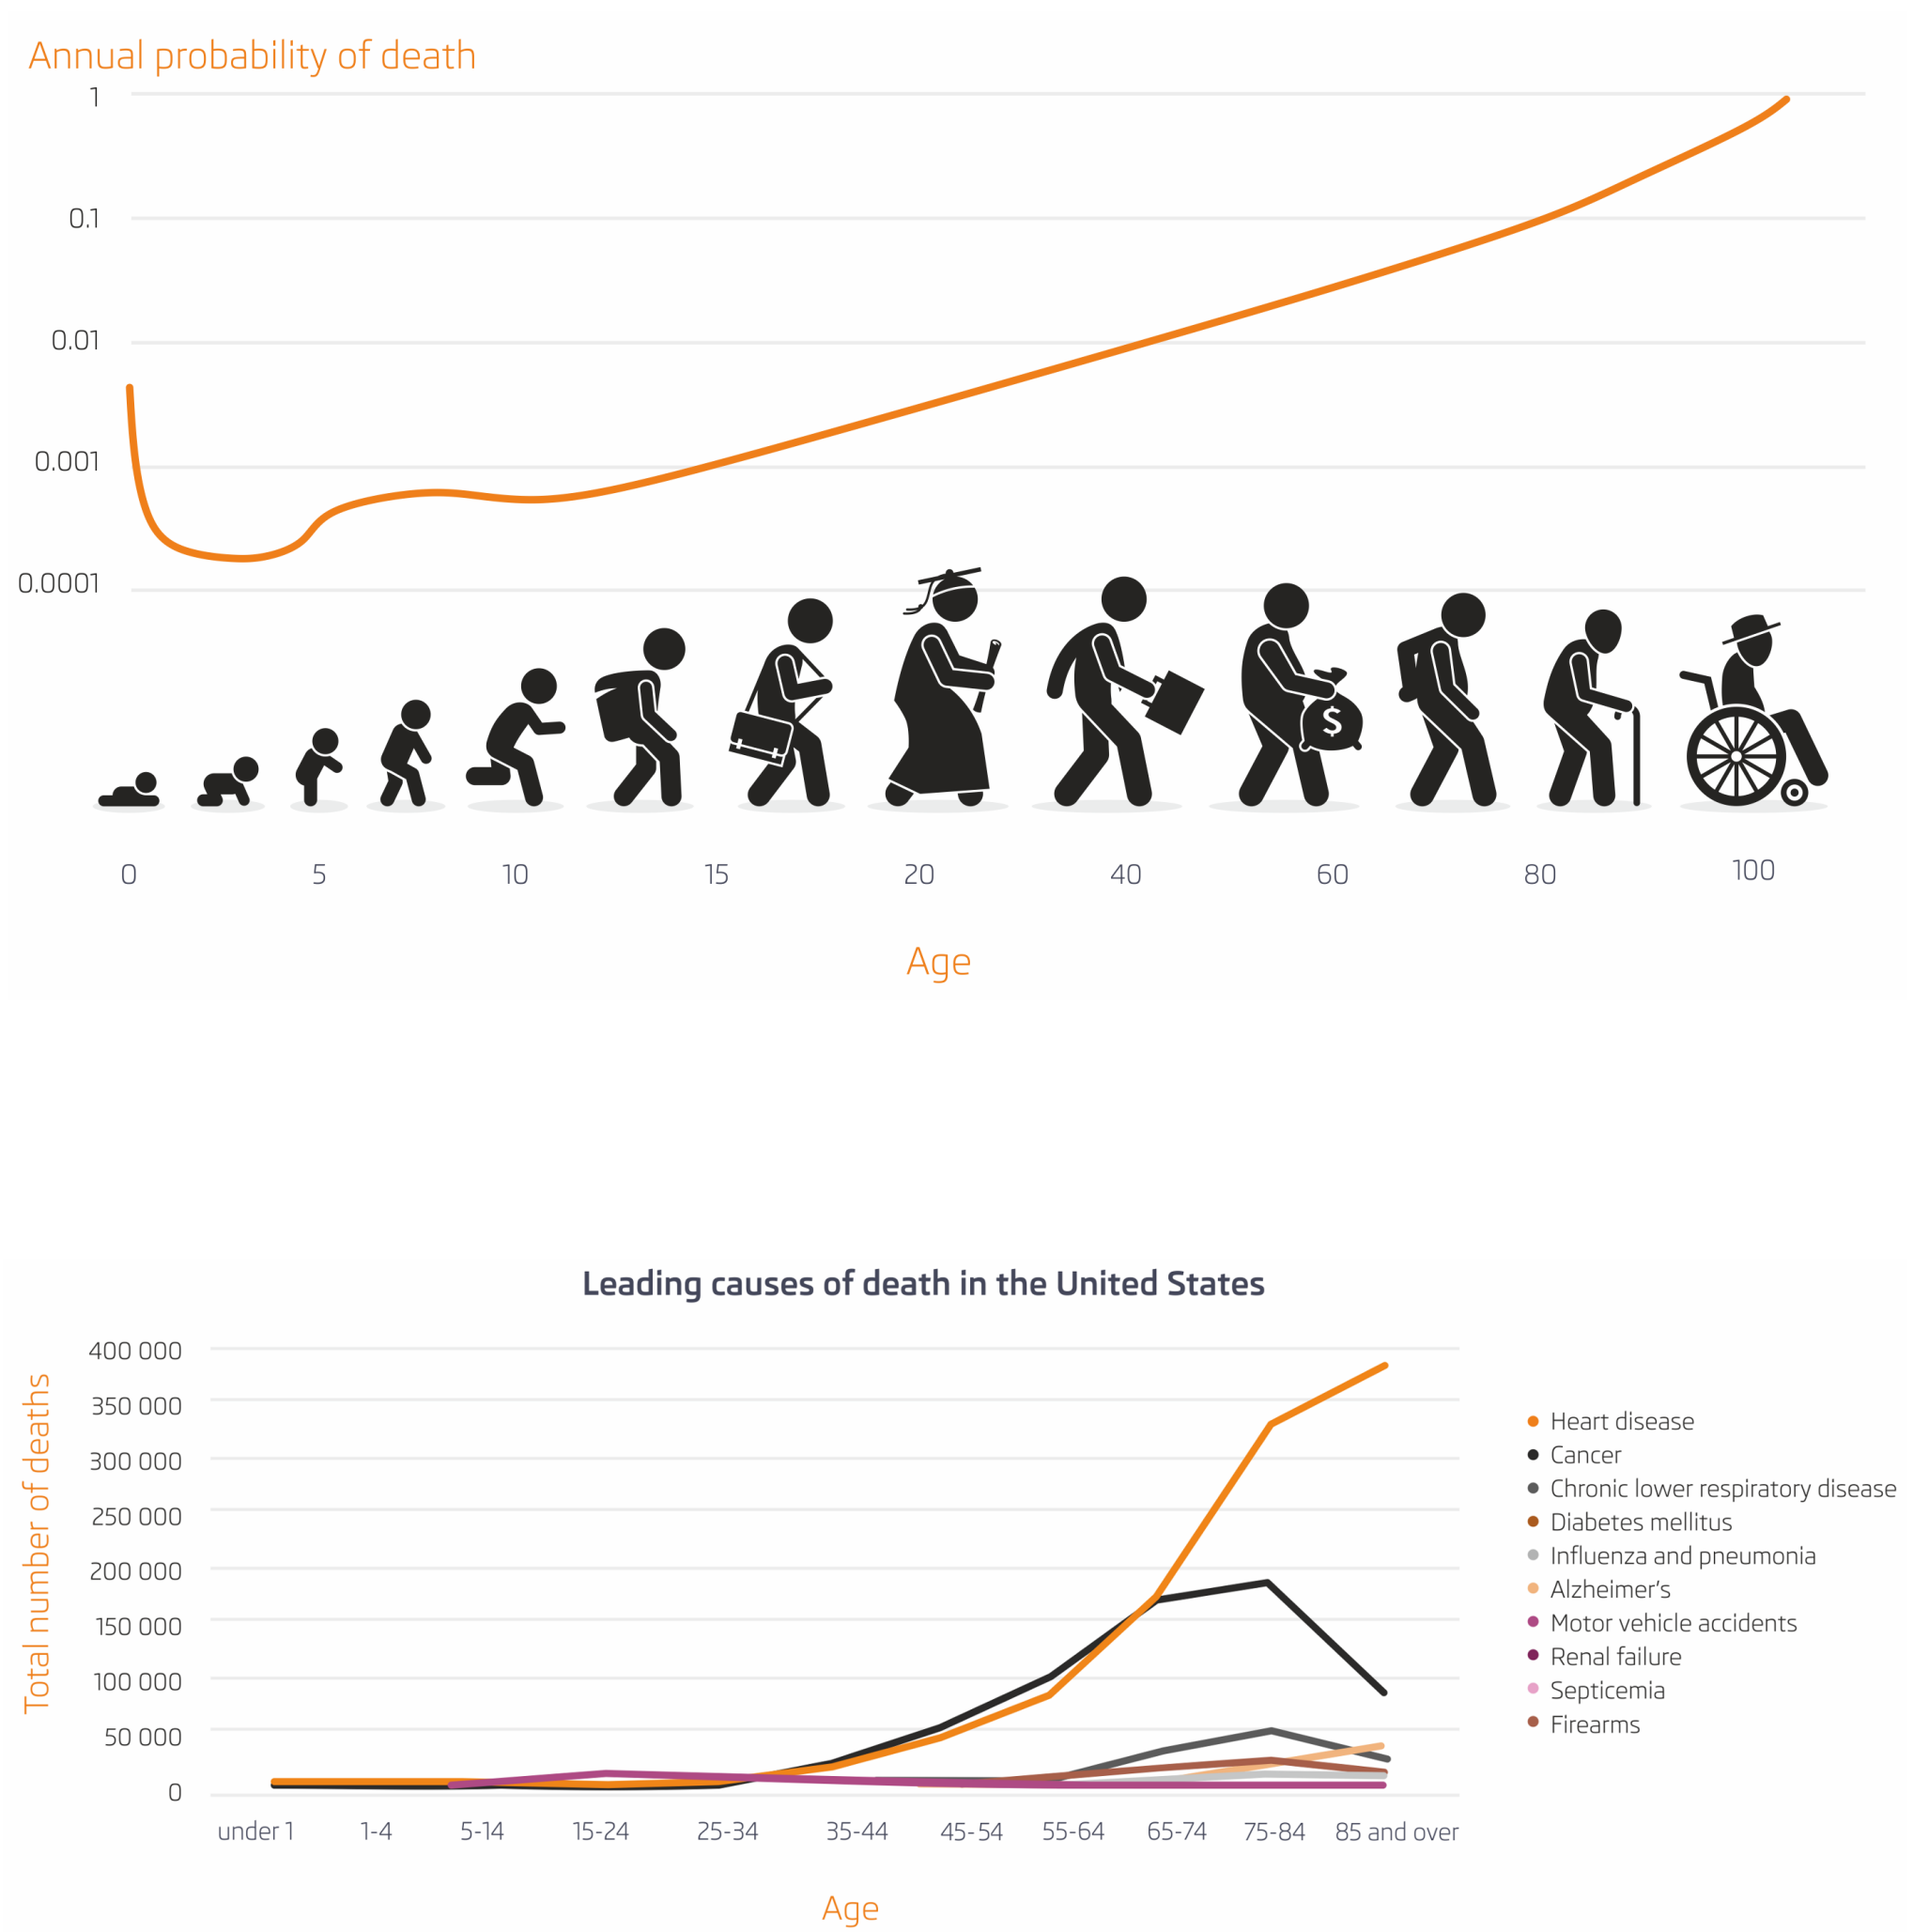 Annual probability of death
1
0.1
0.01
0.001
0.0001
$
0 5 10 15 20 40 60 80 100
Age
Leading causes of death in the United States
Total number of deaths
400 000
350 000
300 000
250 000
200 000
150 000
100 000
50 000
0
under 1 1-4 5-14 15-24 25-34 35-44 45-54 55-64 65-74 75-84 85 and over
Age
Heart disease
Cancer
Chronic lower respiratory disease
Diabetes mellitus
Influenza and pneumonia
Alzheimer's
Motor vehicle accidents
Renal failure
Septicemia
Firearms